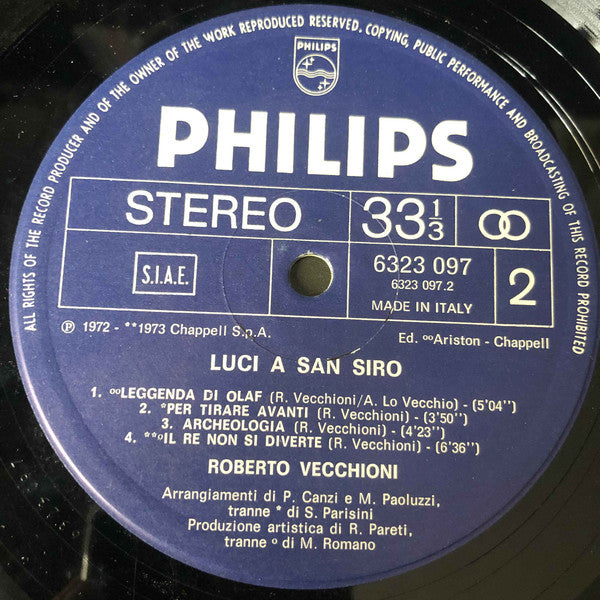 ALL RIGHTS OF THE RECORD PRODUCER AND OF THE OWNER OF THE WORK REPRODUCED RESERVED. COPYING, PUBLIC PERFORMANCE AND BROADCASTING OF THIS RECORD PROHIBITED
PHILIPS
PHILIPS
STEREO 33 1/3 ∞
S.I.A.E. 6323 097 2
6323 097.2
MADE IN ITALY
℗ 1972 - **1973 Chappell S.p.A. Ed. °°Ariston - Chappell
LUCI A SAN SIRO
1. °°LEGGENDA DI OLAF (R. Vecchioni/A. Lo Vecchio) - (5'04")
2. *PER TIRARE AVANTI (R. Vecchioni) - (3'50")
3. ARCHEOLOGIA (R. Vecchioni) - (4'23")
4. **°IL RE NON SI DIVERTE (R. Vecchioni) - (6'36")
ROBERTO VECCHIONI
Arrangiamenti di P. Canzi e M. Paoluzzi,
tranne * di S. Parisini
Produzione artistica di R. Pareti,
tranne ° di M. Romano